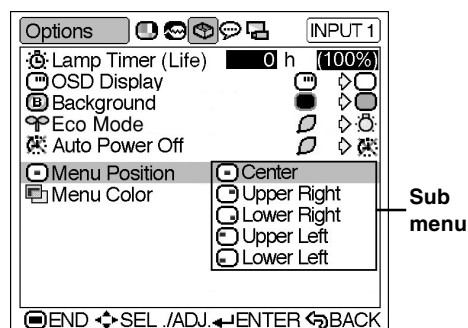 Options INPUT 1
Lamp Timer (Life) 0 h (100%)
OSD Display
B Background
Eco Mode
Auto Power Off
Menu Position Center
Menu Color Upper Right
Lower Right
Upper Left
Lower Left
Sub
menu
END SEL ./ADJ. ENTER BACK